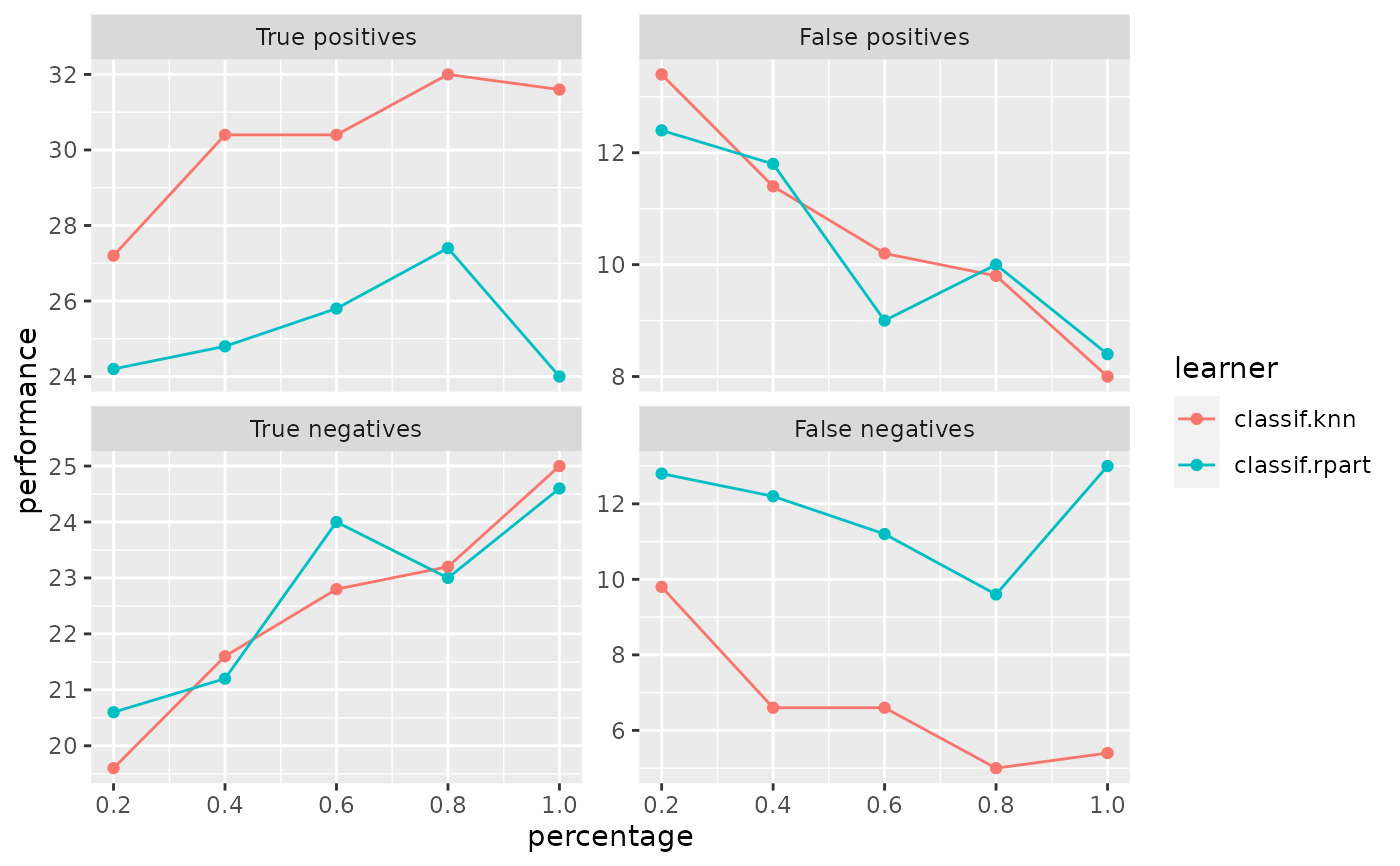 True positives
False positives
32
30
28
26
24
12
10
8
performance
True negatives
False negatives
25
24
23
22
21
20
12
10
8
6
0.2 0.4 0.6 0.8 1.0
0.2 0.4 0.6 0.8 1.0
percentage
learner
classif.knn
classif.rpart